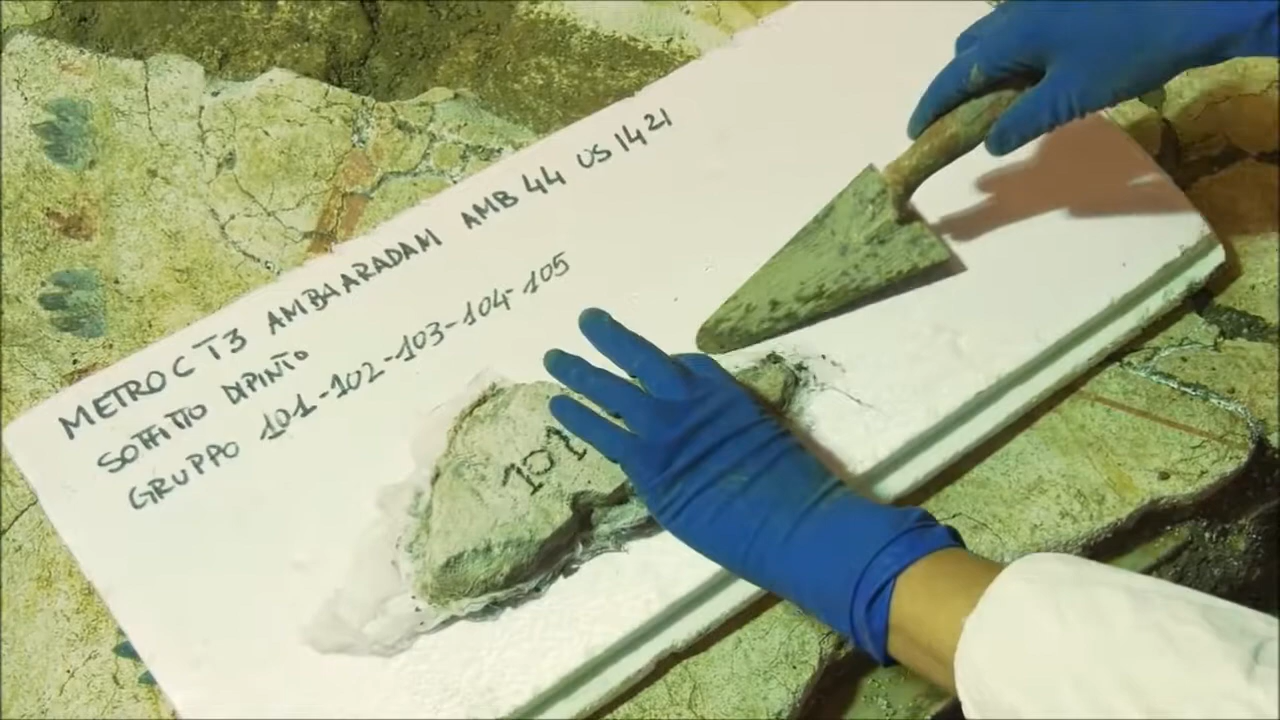 METRO C T3 AMBAARADAM AMB 44 US 1421
SOFFITTO DIPINTO
GRUPPO 101-102-103-104-105
101